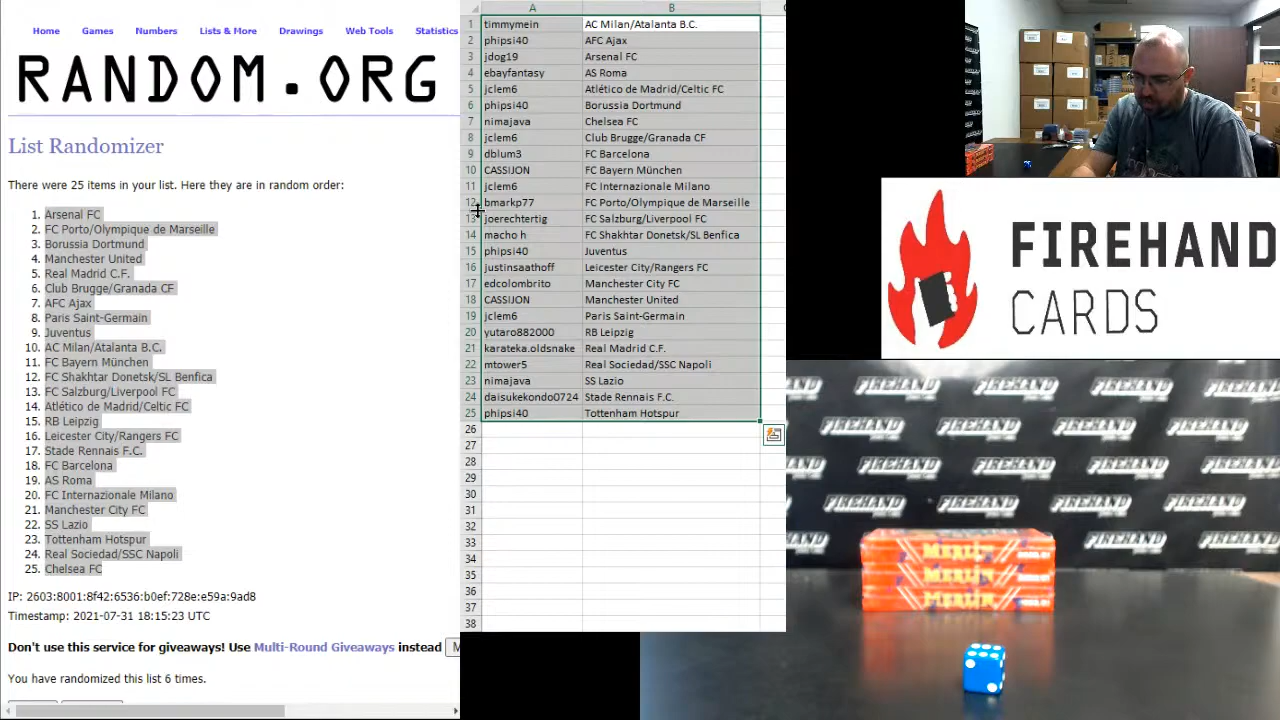 Home Games Numbers Lists & More Drawings Web Tools Statistics
RANDOM.ORG
List Randomizer
There were 25 items in your list. Here they are in random order:
1. Arsenal FC
2. FC Porto/Olympique de Marseille
3. Borussia Dortmund
4. Manchester United
5. Real Madrid C.F.
6. Club Brugge/Granada CF
7. AFC Ajax
8. Paris Saint-Germain
9. Juventus
10. AC Milan/Atalanta B.C.
11. FC Bayern München
12. FC Shakhtar Donetsk/SL Benfica
13. FC Salzburg/Liverpool FC
14. Atlético de Madrid/Celtic FC
15. RB Leipzig
16. Leicester City/Rangers FC
17. Stade Rennais F.C.
18. FC Barcelona
19. AS Roma
20. FC Internazionale Milano
21. Manchester City FC
22. SS Lazio
23. Tottenham Hotspur
24. Real Sociedad/SSC Napoli
25. Chelsea FC
IP: 2603:8001:8f42:6536:b0ef:728e:e59a:9ad8
Timestamp: 2021-07-31 18:15:23 UTC
Don't use this service for giveaways! Use Multi-Round Giveaways instead
You have randomized this list 6 times.
A B
1 timmymein AC Milan/Atalanta B.C.
2 phipsi40 AFC Ajax
3 jdog19 Arsenal FC
4 ebayfantasy AS Roma
5 jclem6 Atlético de Madrid/Celtic FC
6 phipsi40 Borussia Dortmund
7 nimajava Chelsea FC
8 jclem6 Club Brugge/Granada CF
9 dblum3 FC Barcelona
10 CASSIJON FC Bayern München
11 jclem6 FC Internazionale Milano
12 bmarkp77 FC Porto/Olympique de Marseille
13 joerechtertig FC Salzburg/Liverpool FC
14 macho h FC Shakhtar Donetsk/SL Benfica
15 phipsi40 Juventus
16 justinsaathoff Leicester City/Rangers FC
17 edcolombrito Manchester City FC
18 CASSIJON Manchester United
19 jclem6 Paris Saint-Germain
20 yutaro882000 RB Leipzig
21 karateka.oldsnake Real Madrid C.F.
22 mtower5 Real Sociedad/SSC Napoli
23 nimajava SS Lazio
24 daisukekondo0724 Stade Rennais F.C.
25 phipsi40 Tottenham Hotspur
26
27
28
29
30
31
32
33
34
35
36
37
38
FIREHAND
CARDS
FIREHAND FIREHAND FIREHAND
FIREHAND FIREHAND FIREHAND
FIREHAND FIREHAND FIREHAND
MERLIN
MERLIN
MERLIN